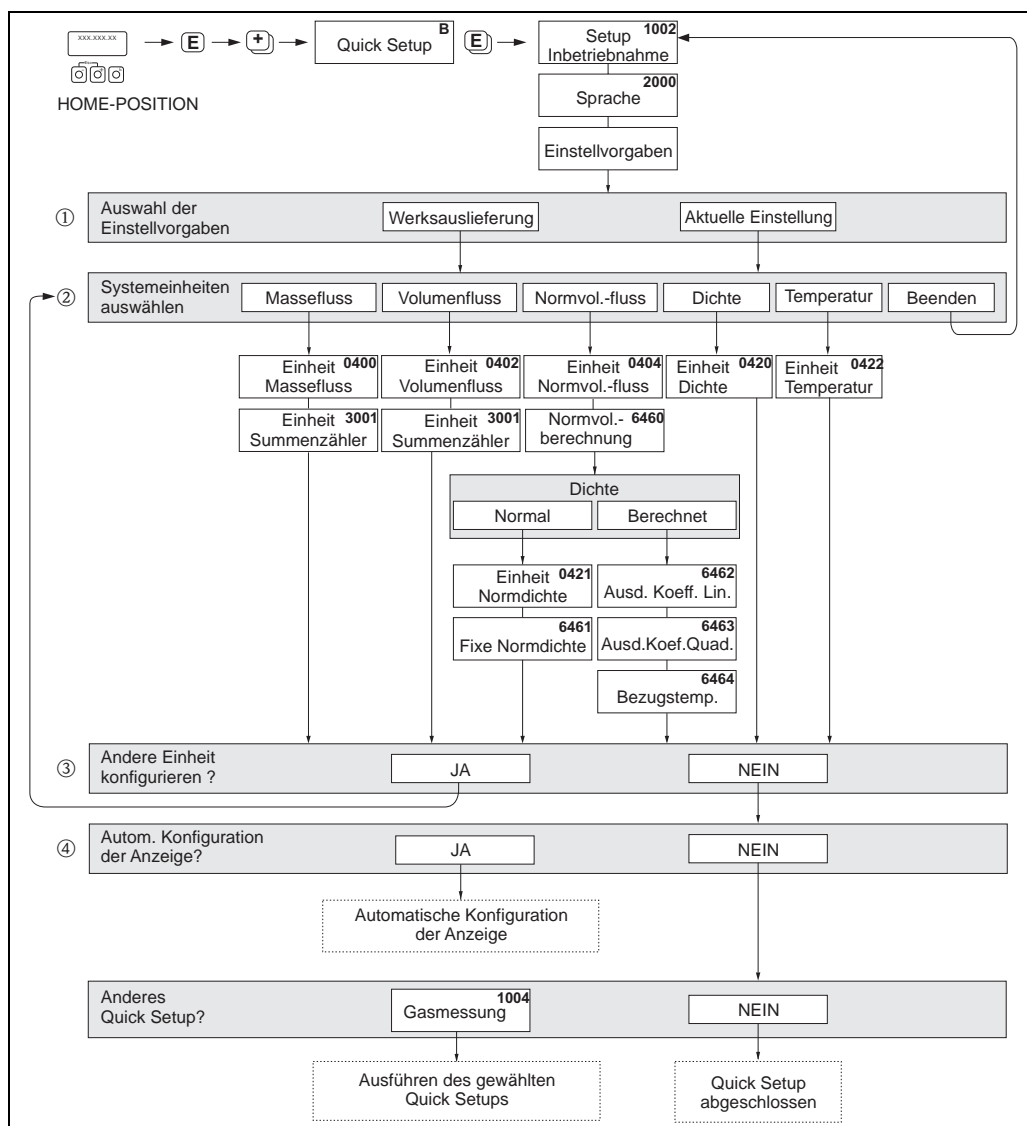 xxx.xxx.xx
Esc
E
+
Quick Setup
B
E
Setup
Inbetriebnahme
1002
HOME-POSITION
Sprache
2000
Einstellvorgaben
①
Auswahl der
Einstellvorgaben
Werksauslieferung
Aktuelle Einstellung
②
Systemeinheiten
auswählen
Massefluss
Volumenfluss
Normvol.-fluss
Dichte
Temperatur
Beenden
Einheit 0400
Massefluss
Einheit 0402
Volumenfluss
Einheit 0404
Normvol.-fluss
Einheit 0420
Dichte
Einheit 0422
Temperatur
Einheit 3001
Summenzähler
Einheit 3001
Summenzähler
Normvol.- 6460
berechnung
Dichte
Normal
Berechnet
Einheit 0421
Normdichte
6462
Ausd. Koeff. Lin.
6461
Fixe Normdichte
6463
Ausd.Koef.Quad.
6464
Bezugstemp.
③
Andere Einheit
konfigurieren ?
JA
NEIN
④
Autom. Konfiguration
der Anzeige?
JA
NEIN
Automatische Konfiguration
der Anzeige
Anderes
Quick Setup?
1004
Gasmessung
NEIN
Ausführen des gewählten
Quick Setups
Quick Setup
abgeschlossen